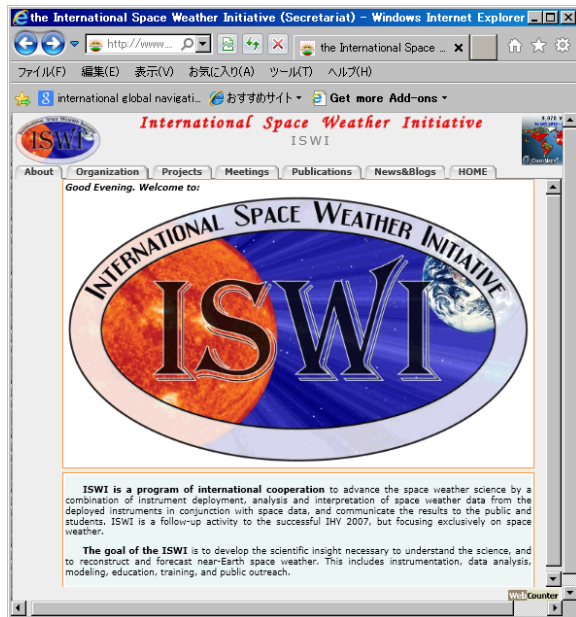 the International Space Weather Initiative (Secretariat) - Windows Internet Explorer
http://www....
the International Space ...
ファイル(F) 編集(E) 表示(V) お気に入り(A) ツール(T) ヘルプ(H)
international global navigati... おすすめサイト Get more Add-ons
ISWI
International Space Weather Initiative
ISWI
About Organization Projects Meetings Publications News&Blogs HOME
Good Evening. Welcome to:
INTERNATIONAL SPACE WEATHER INITIATIVE
ISWI
ISWI is a program of international cooperation to advance the space weather science by a
combination of instrument deployment, analysis and interpretation of space weather data from the
deployed instruments in conjunction with space data, and communicate the results to the public and
students. ISWI is a follow-up activity to the successful IHY 2007, but focusing exclusively on space
weather.
The goal of the ISWI is to develop the scientific insight necessary to understand the science, and
to reconstruct and forecast near-Earth space weather. This includes instrumentation, data analysis,
modeling, education, training, and public outreach.
Web Counter